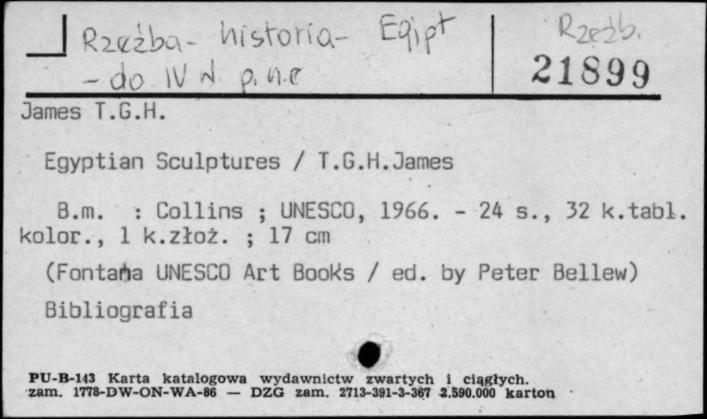 Rzeźba - historia - Egipt
- do IV w. p.n.e
Rzeźb.
21899
James T.G.H.
Egyptian Sculptures / T.G.H.James
B.m. : Collins ; UNESCO, 1966. - 24 s., 32 k.tabl.
kolor., 1 k.złoż. ; 17 cm
(Fontana UNESCO Art Books / ed. by Peter Bellew)
Bibliografia
PU-B-143 Karta katalogowa wydawnictw zwartych i ciągłych.
zam. 1778-DW-ON-WA-86 — DZG zam. 2713-391-3-367 2.590.000 karton